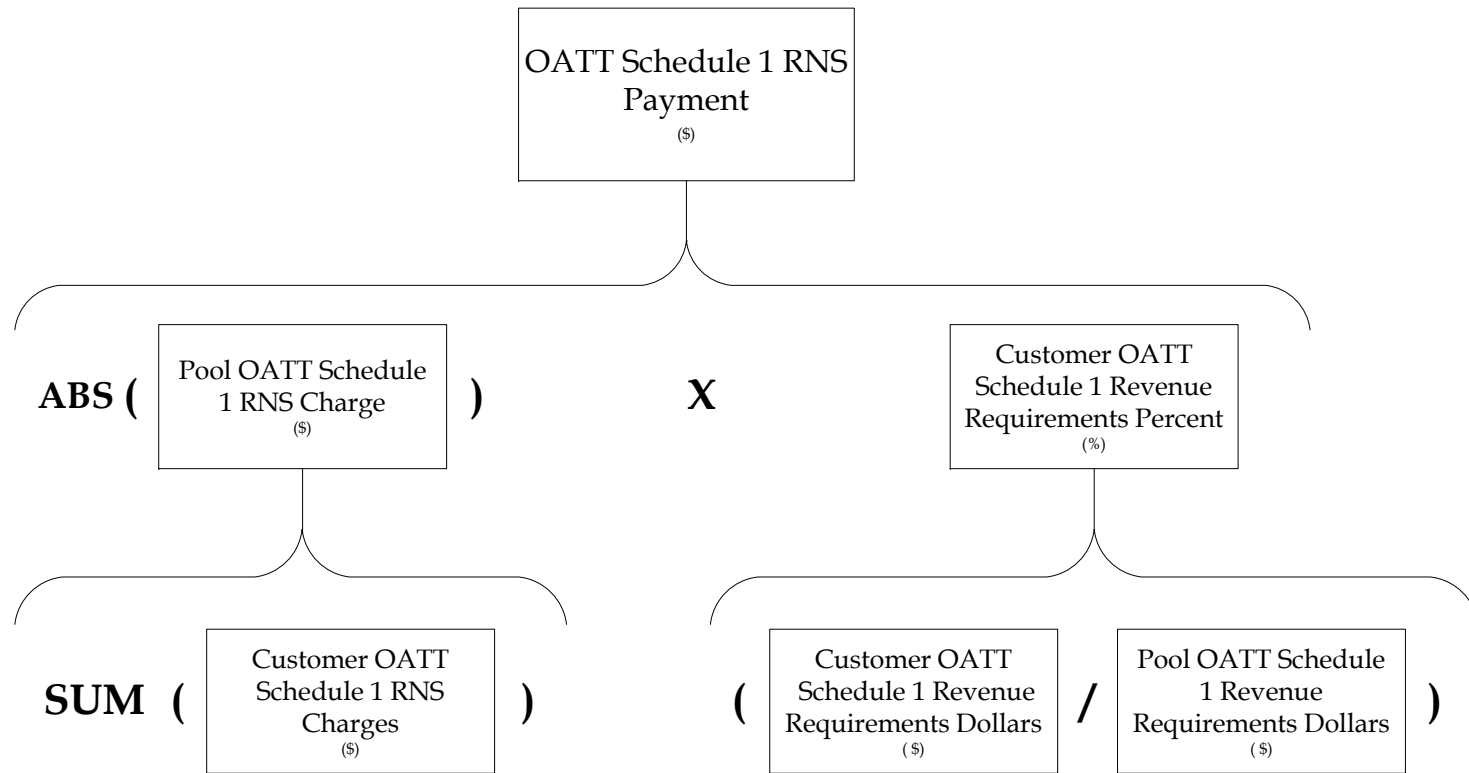 OATT Schedule 1 RNS
Payment
($)
ABS ( Pool OATT Schedule
1 RNS Charge
($)
)
X
Customer OATT
Schedule 1 Revenue
Requirements Percent
(%)
SUM (
Customer OATT
Schedule 1 RNS
Charges
($)
)
(
Customer OATT
Schedule 1 Revenue
Requirements Dollars
( $)
/
Pool OATT Schedule
1 Revenue
Requirements Dollars
( $)
)